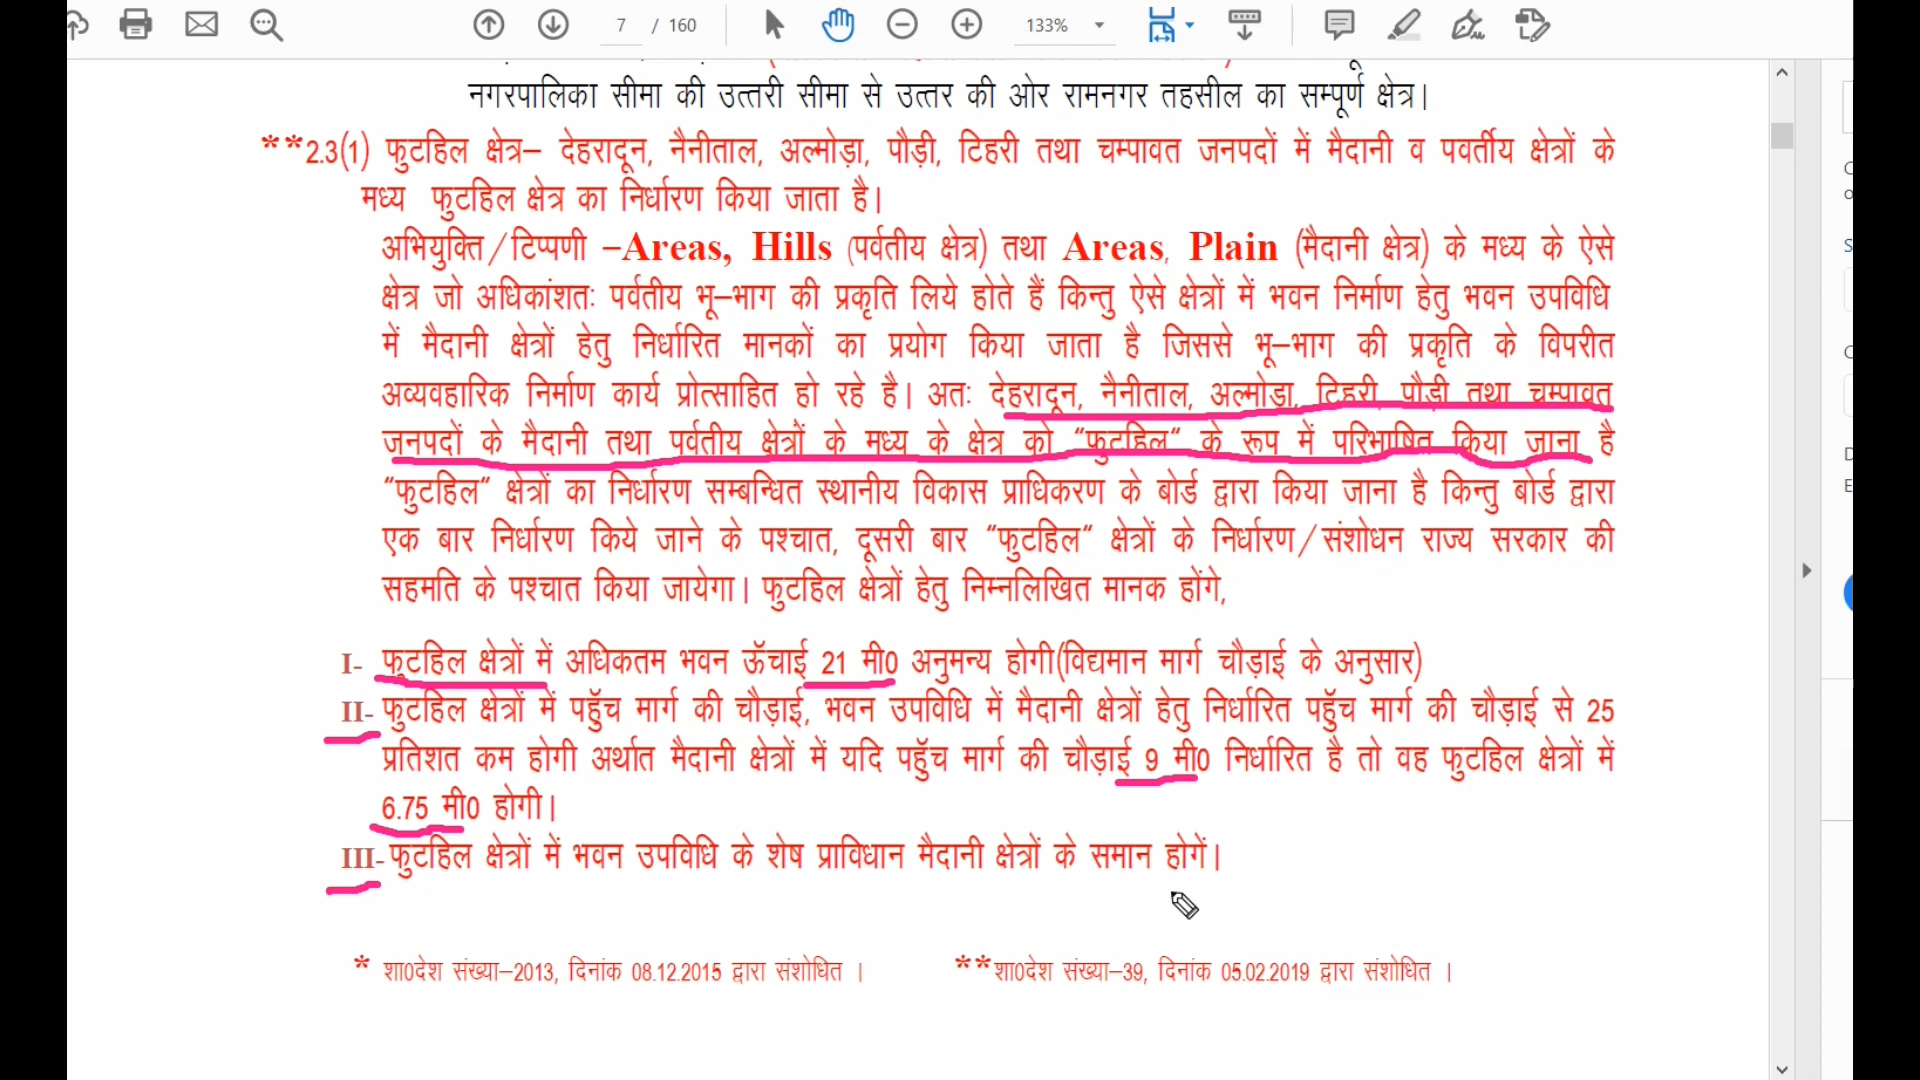 7 / 160
133%
नगरपालिका सीमा की उत्तरी सीमा से उत्तर की ओर रामनगर तहसील का सम्पूर्ण क्षेत्र।
**2.3(1) फुटहिल क्षेत्र– देहरादून, नैनीताल, अल्मोड़ा, पौड़ी, टिहरी तथा चम्पावत जनपदों में मैदानी व पवर्तीय क्षेत्रों के
मध्य फुटहिल क्षेत्र का निर्धारण किया जाता है।
अभियुक्ति/टिप्पणी –Areas, Hills (पर्वतीय क्षेत्र) तथा Areas, Plain (मैदानी क्षेत्र) के मध्य के ऐसे
क्षेत्र जो अधिकांशतः पर्वतीय भू–भाग की प्रकृति लिये होते हैं किन्तु ऐसे क्षेत्रों में भवन निर्माण हेतु भवन उपविधि
में मैदानी क्षेत्रों हेतु निर्धारित मानकों का प्रयोग किया जाता है जिससे भू–भाग की प्रकृति के विपरीत
अव्यवहारिक निर्माण कार्य प्रोत्साहित हो रहे है। अतः देहरादून, नैनीताल, अल्मोडा, टिहरी, पौड़ी तथा चम्पावत
जनपदों के मैदानी तथा पर्वतीय क्षेत्रों के मध्य के क्षेत्र को "फुटहिल" के रूप में परिभाषित किया जाना है
"फुटहिल" क्षेत्रों का निर्धारण सम्बन्धित स्थानीय विकास प्राधिकरण के बोर्ड द्वारा किया जाना है किन्तु बोर्ड द्वारा
एक बार निर्धारण किये जाने के पश्चात, दूसरी बार "फुटहिल" क्षेत्रों के निर्धारण/संशोधन राज्य सरकार की
सहमति के पश्चात किया जायेगा। फुटहिल क्षेत्रों हेतु निम्नलिखित मानक होंगे,
I- फुटहिल क्षेत्रों में अधिकतम भवन ऊँचाई 21 मी0 अनुमन्य होगी(विद्यमान मार्ग चौड़ाई के अनुसार)
II- फुटहिल क्षेत्रों में पहुँच मार्ग की चौड़ाई, भवन उपविधि में मैदानी क्षेत्रों हेतु निर्धारित पहुँच मार्ग की चौड़ाई से 25
प्रतिशत कम होगी अर्थात मैदानी क्षेत्रों में यदि पहुँच मार्ग की चौड़ाई 9 मी0 निर्धारित है तो वह फुटहिल क्षेत्रों में
6.75 मी0 होगी।
III- फुटहिल क्षेत्रों में भवन उपविधि के शेष प्राविधान मैदानी क्षेत्रों के समान होगें।
* शा0देश संख्या–2013, दिनांक 08.12.2015 द्वारा संशोधित । **शा0देश संख्या–39, दिनांक 05.02.2019 द्वारा संशोधित ।